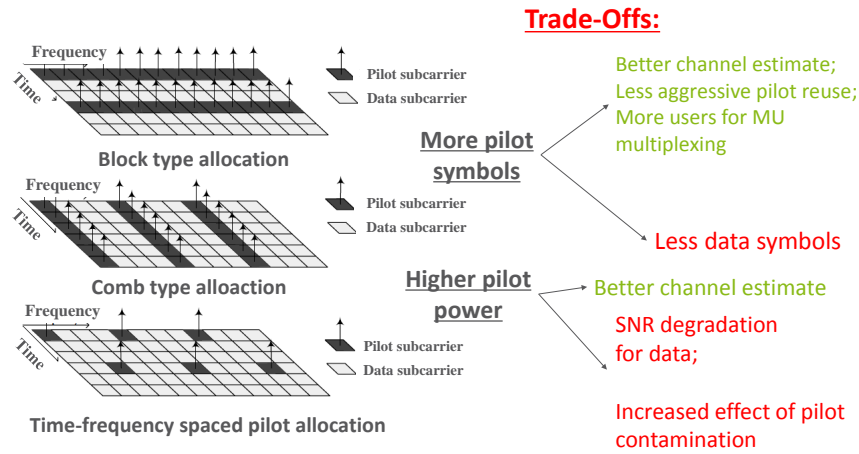 Trade-Offs:
Frequency
Time
Pilot subcarrier
Data subcarrier
Block type allocation
Frequency
Time
Pilot subcarrier
Data subcarrier
Comb type alloaction
Frequency
Time
Pilot subcarrier
Data subcarrier
Time-frequency spaced pilot allocation
More pilot
symbols
Better channel estimate;
Less aggressive pilot reuse;
More users for MU
multiplexing
Less data symbols
Higher pilot
power
Better channel estimate
SNR degradation
for data;
Increased effect of pilot
contamination